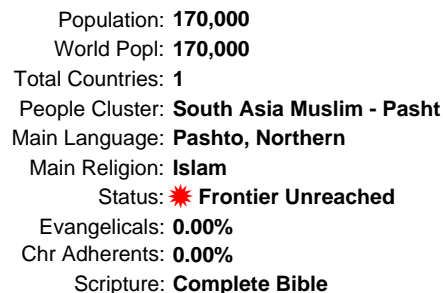 Population: 170,000
World Popl: 170,000
Total Countries: 1
People Cluster: South Asia Muslim - Pasht
Main Language: Pashto, Northern
Main Religion: Islam
Status: Frontier Unreached
Evangelicals: 0.00%
Chr Adherents: 0.00%
Scripture: Complete Bible